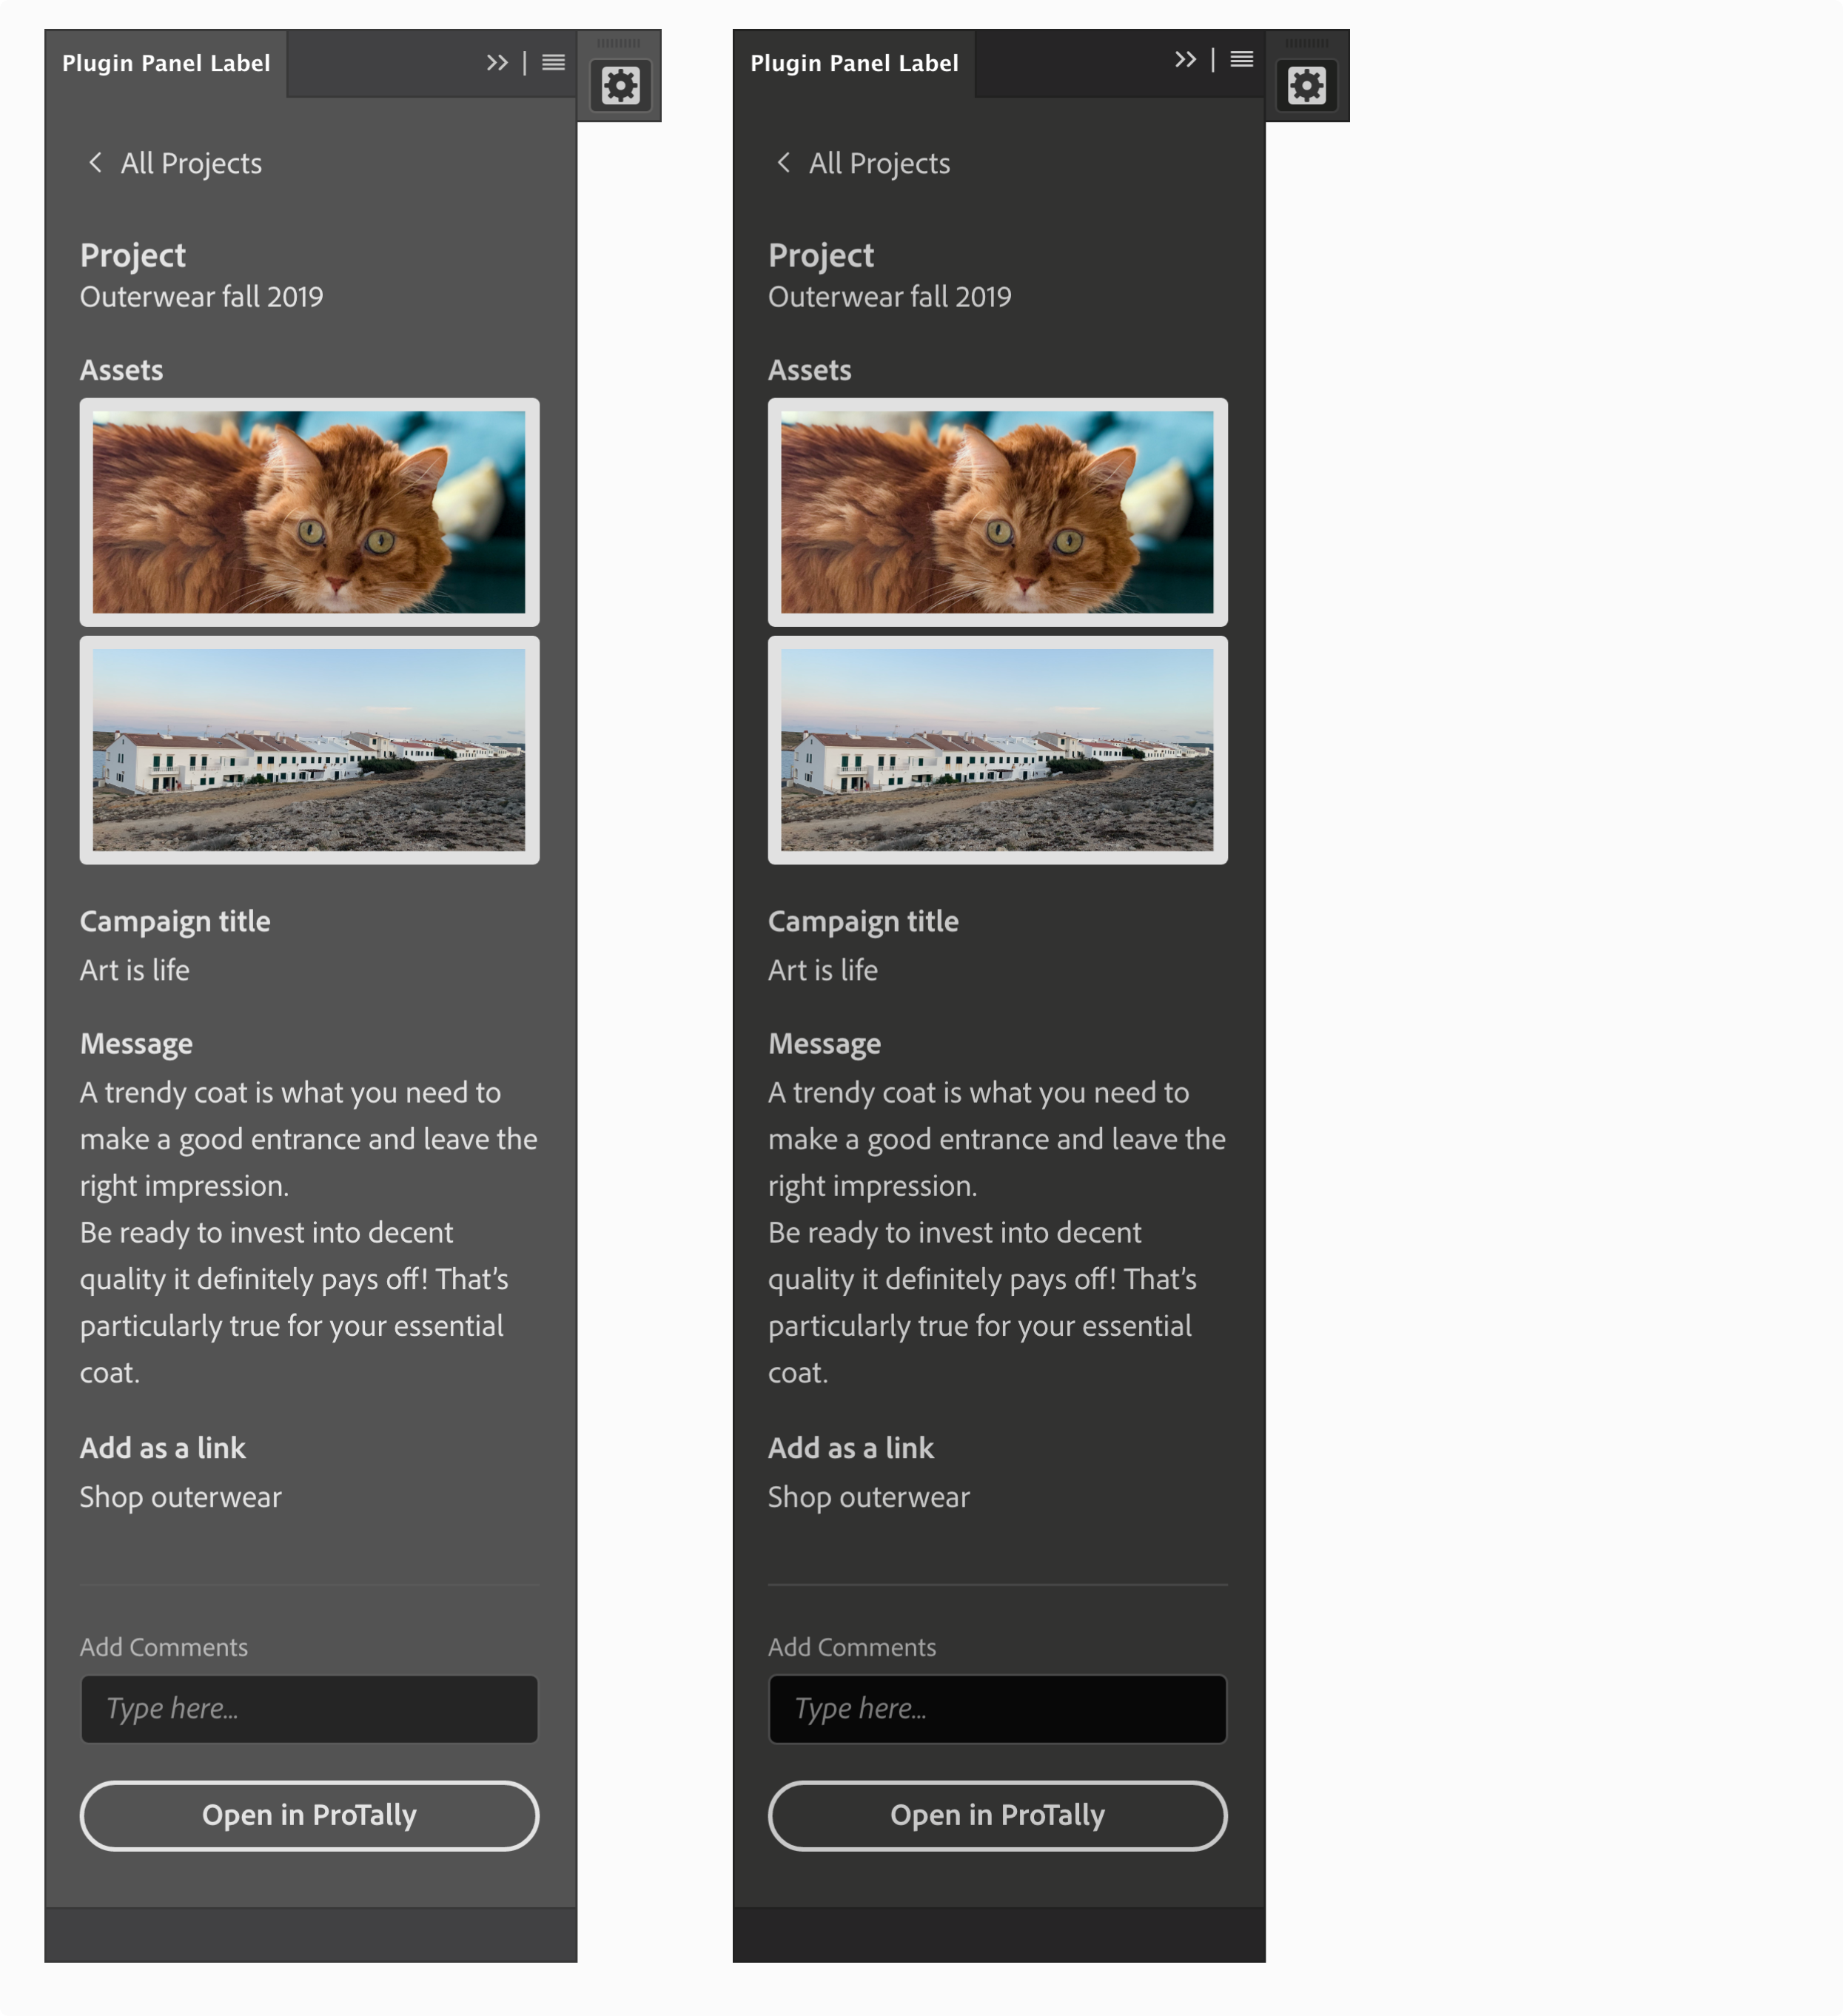 Plugin Panel Label
All Projects
Project
Outerwear fall 2019
Assets
Campaign title
Art is life
Message
A trendy coat is what you need to
make a good entrance and leave the
right impression.
Be ready to invest into decent
quality it definitely pays off! That’s
particularly true for your essential
coat.
Add as a link
Shop outerwear
Add Comments
Type here...
Open in ProTally
Plugin Panel Label
All Projects
Project
Outerwear fall 2019
Assets
Campaign title
Art is life
Message
A trendy coat is what you need to
make a good entrance and leave the
right impression.
Be ready to invest into decent
quality it definitely pays off! That’s
particularly true for your essential
coat.
Add as a link
Shop outerwear
Add Comments
Type here...
Open in ProTally